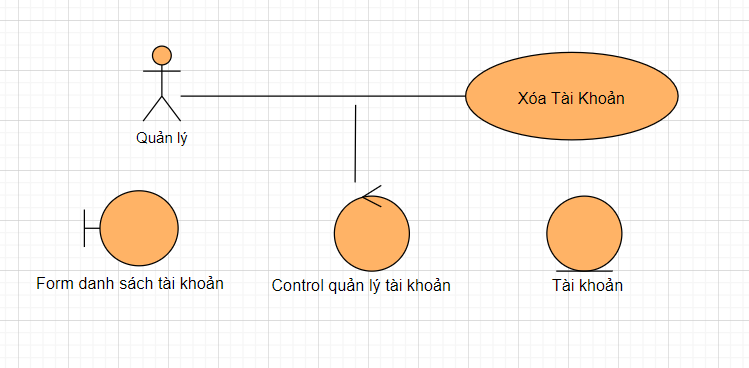 Xóa Tài Khoản
Quản lý
Form danh sách tài khoản
Control quản lý tài khoản
Tài khoản